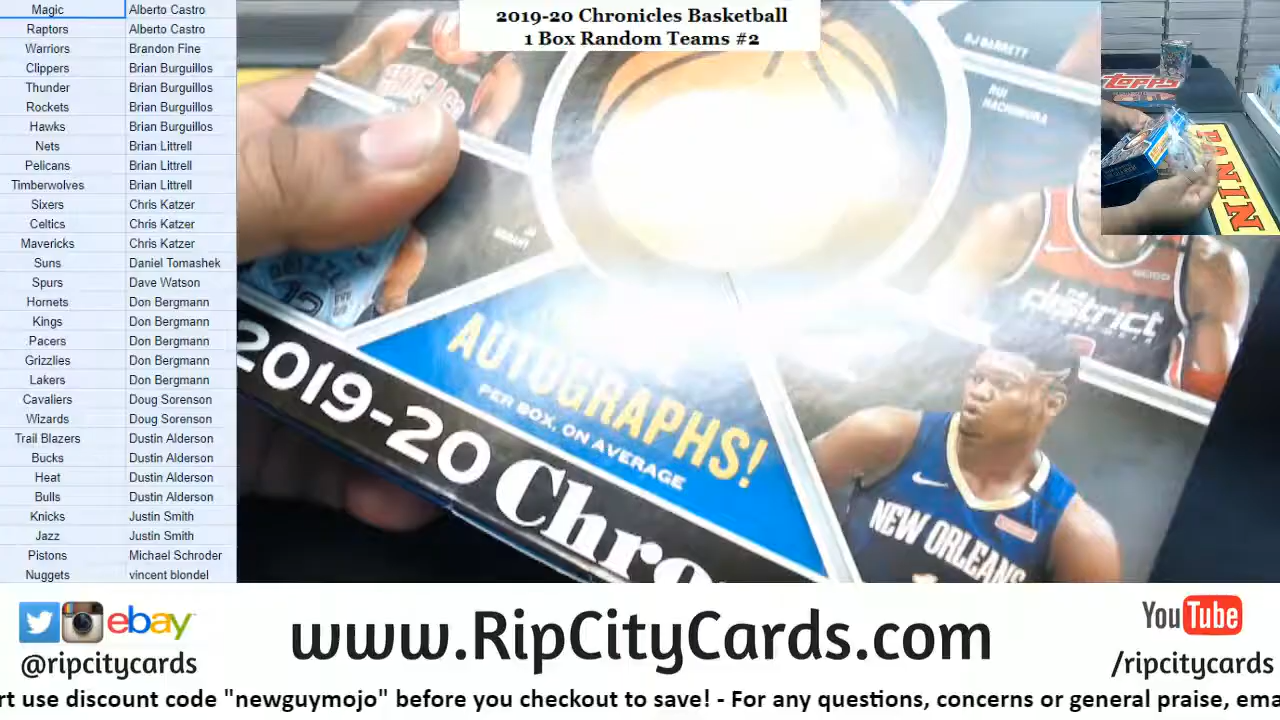 Magic Alberto Castro
Raptors Alberto Castro
Warriors Brandon Fine
Clippers Brian Burguillos
Thunder Brian Burguillos
Rockets Brian Burguillos
Hawks Brian Burguillos
Nets Brian Littrell
Pelicans Brian Littrell
Timberwolves Brian Littrell
Sixers Chris Katzer
Celtics Chris Katzer
Mavericks Chris Katzer
Suns Daniel Tomashek
Spurs Dave Watson
Hornets Don Bergmann
Kings Don Bergmann
Pacers Don Bergmann
Grizzlies Don Bergmann
Lakers Don Bergmann
Cavaliers Doug Sorenson
Wizards Doug Sorenson
Trail Blazers Dustin Alderson
Bucks Dustin Alderson
Heat Dustin Alderson
Bulls Dustin Alderson
Knicks Justin Smith
Jazz Justin Smith
Pistons Michael Schroder
Nuggets vincent blondel
2019-20 Chronicles Basketball
1 Box Random Teams #2
RJ BARRETT
RUI
HACHIMURA
JA
MORANT
district
AUTOGRAPHS!
PER BOX, ON AVERAGE
2019-20 Chro
NEW ORLEANS
TOPPS
PANINI
ebay
@ripcitycards
www.RipCityCards.com
YouTube
/ripcitycards
rt use discount code "newguymojo" before you checkout to save! - For any questions, concerns or general praise, ema